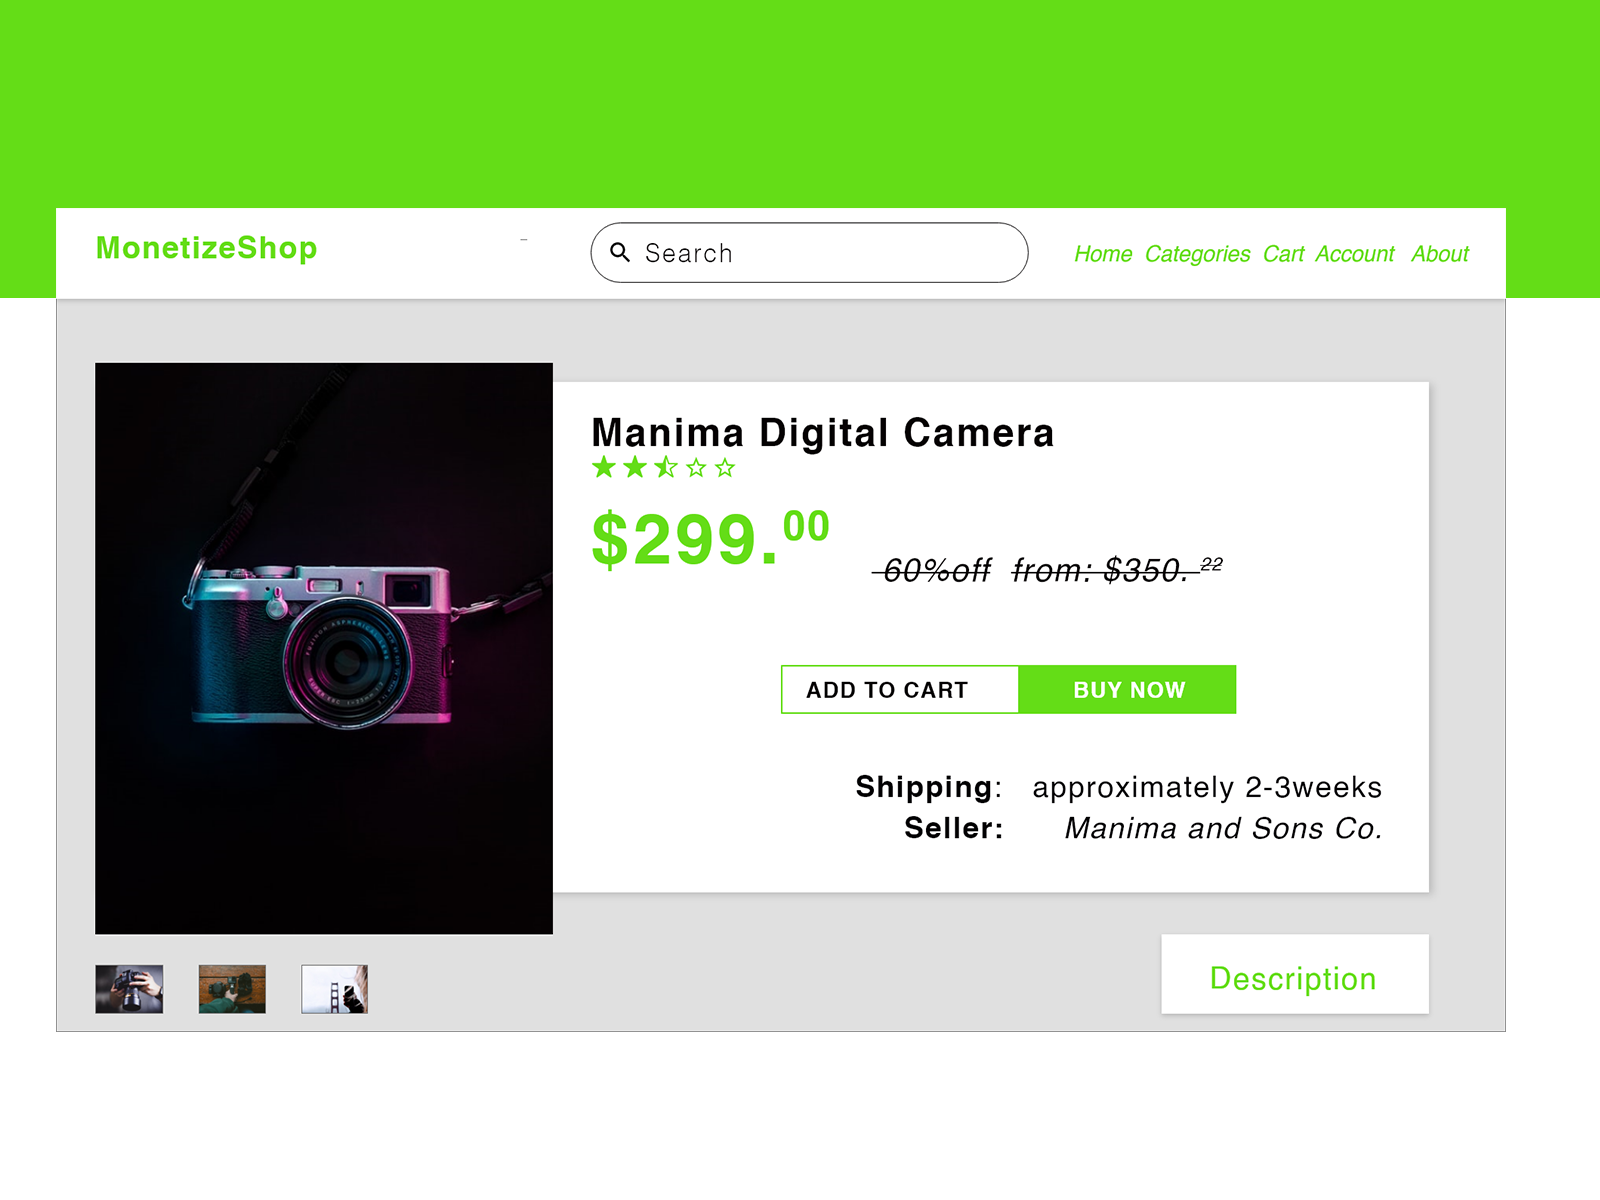 MonetizeShop
Search
Home Categories Cart Account About
Manima Digital Camera
$299.00
60%off from: $350.22
ADD TO CART
BUY NOW
Shipping: approximately 2-3weeks
Seller: Manima and Sons Co.
Description